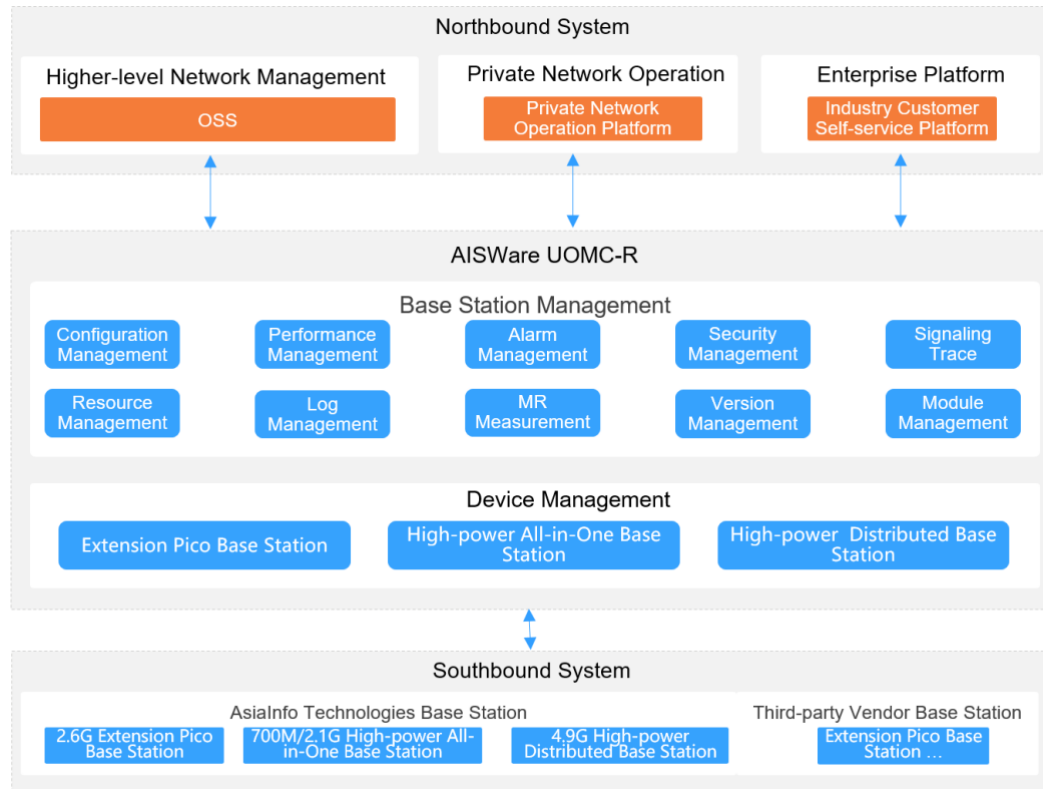 Northbound System
Higher-level Network Management
Private Network Operation
Enterprise Platform
OSS
Private Network
Operation Platform
Industry Customer
Self-service Platform
AISWare UOMC-R
Base Station Management
Configuration
Management
Performance
Management
Alarm
Management
Security
Management
Signaling
Trace
Resource
Management
Log
Management
MR
Measurement
Version
Management
Module
Management
Device Management
Extension Pico Base Station
High-power All-in-One Base
Station
High-power Distributed Base
Station
Southbound System
AsiaInfo Technologies Base Station
Third-party Vendor Base Station
2.6G Extension Pico
Base Station
700M/2.1G High-power All-
in-One Base Station
4.9G High-power
Distributed Base Station
Extension Pico Base
Station ...